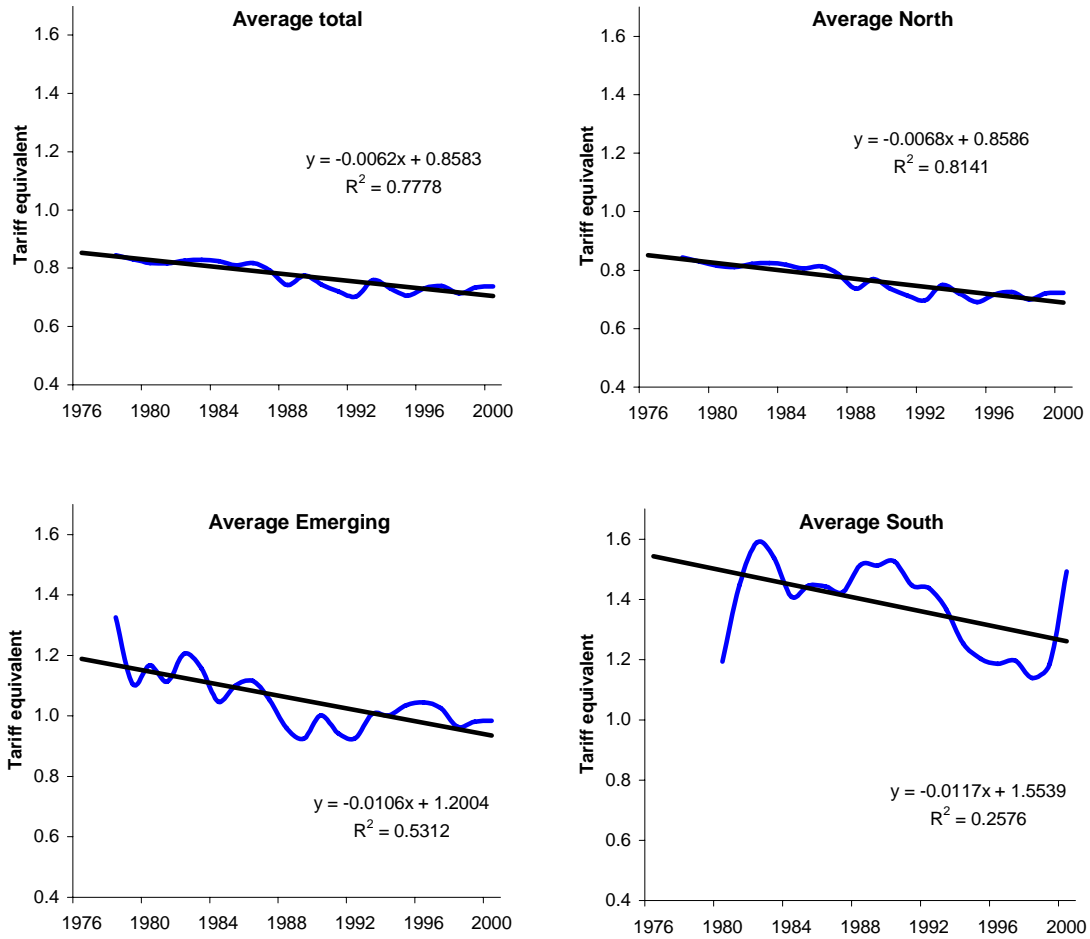 Average total
1.6
1.4
1.2
1.0
0.8
0.6
0.4
Tariff equivalent
y = -0.0062x + 0.8583
R² = 0.7778
1976 1980 1984 1988 1992 1996 2000
Average North
1.6
1.4
1.2
1.0
0.8
0.6
0.4
Tariff equivalent
y = -0.0068x + 0.8586
R² = 0.8141
1976 1980 1984 1988 1992 1996 2000
Average Emerging
1.6
1.4
1.2
1.0
0.8
0.6
0.4
Tariff equivalent
y = -0.0106x + 1.2004
R² = 0.5312
1976 1980 1984 1988 1992 1996 2000
Average South
1.6
1.4
1.2
1.0
0.8
0.6
0.4
Tariff equivalent
y = -0.0117x + 1.5539
R² = 0.2576
1976 1980 1984 1988 1992 1996 2000